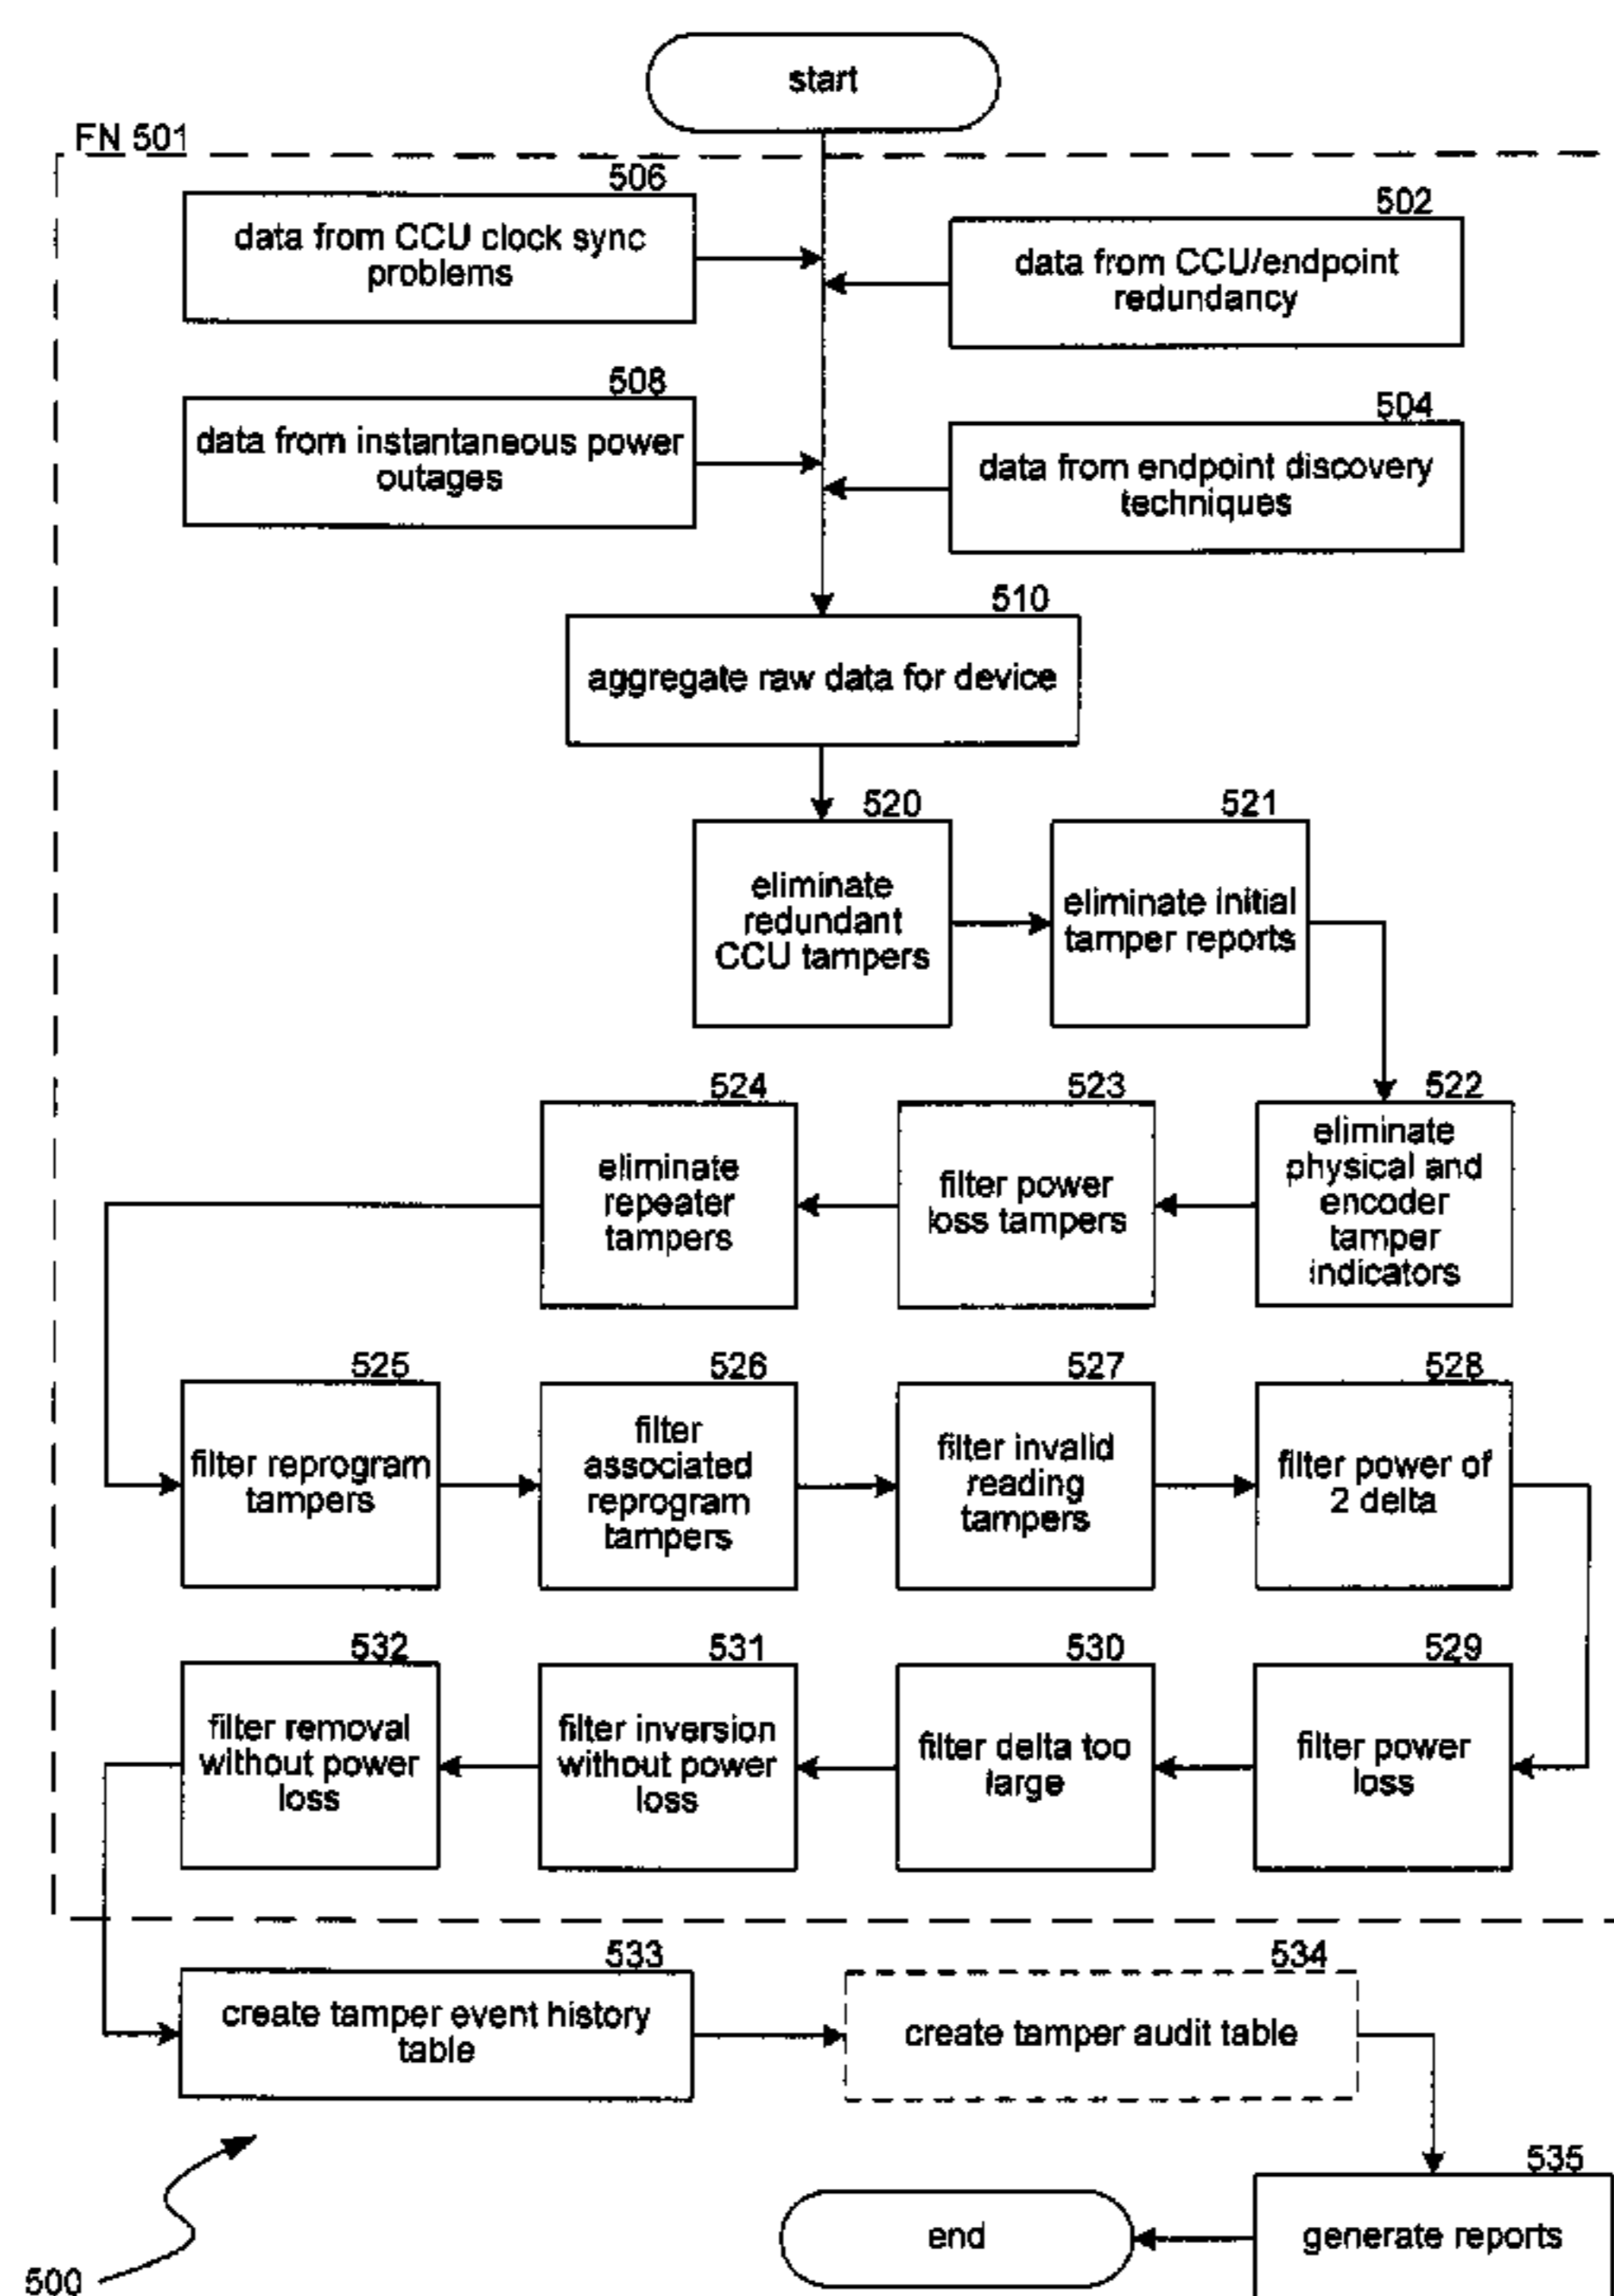 start
FN 501
506
data from CCU clock sync
problems
502
data from CCU/endpoint
redundancy
508
data from instantaneous power
outages
504
data from endpoint discovery
techniques
510
aggregate raw data for device
520
eliminate
redundant
CCU tampers
521
eliminate initial
tamper reports
524
eliminate
repeater
tampers
523
filter power
loss tampers
522
eliminate
physical and
encoder
tamper
indicators
525
filter reprogram
tampers
526
filter
associated
reprogram
tampers
527
filter invalid
reading
tampers
528
filter power of
2 delta
532
filter removal
without power
loss
531
filter inversion
without power
loss
530
filter delta too
large
529
filter power
loss
533
create tamper event history
table
534
create tamper audit table
535
generate reports
end
500